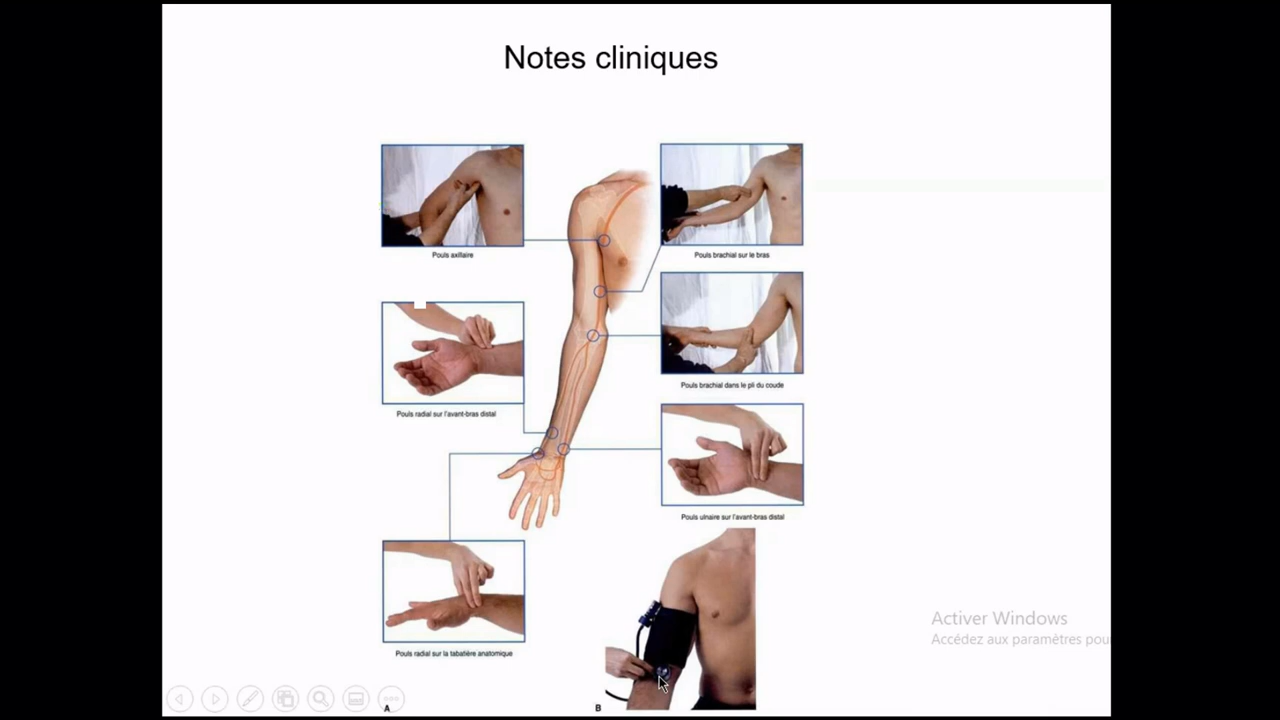 Notes cliniques
Pouls axillaire
Pouls brachial sur le bras
Pouls brachial dans le pli du coude
Pouls radial sur l'avant-bras distal
Pouls ulnaire sur l'avant-bras distal
Pouls radial sur la tabatière anatomique
A
B
Activer Windows
Accédez aux paramètres pou